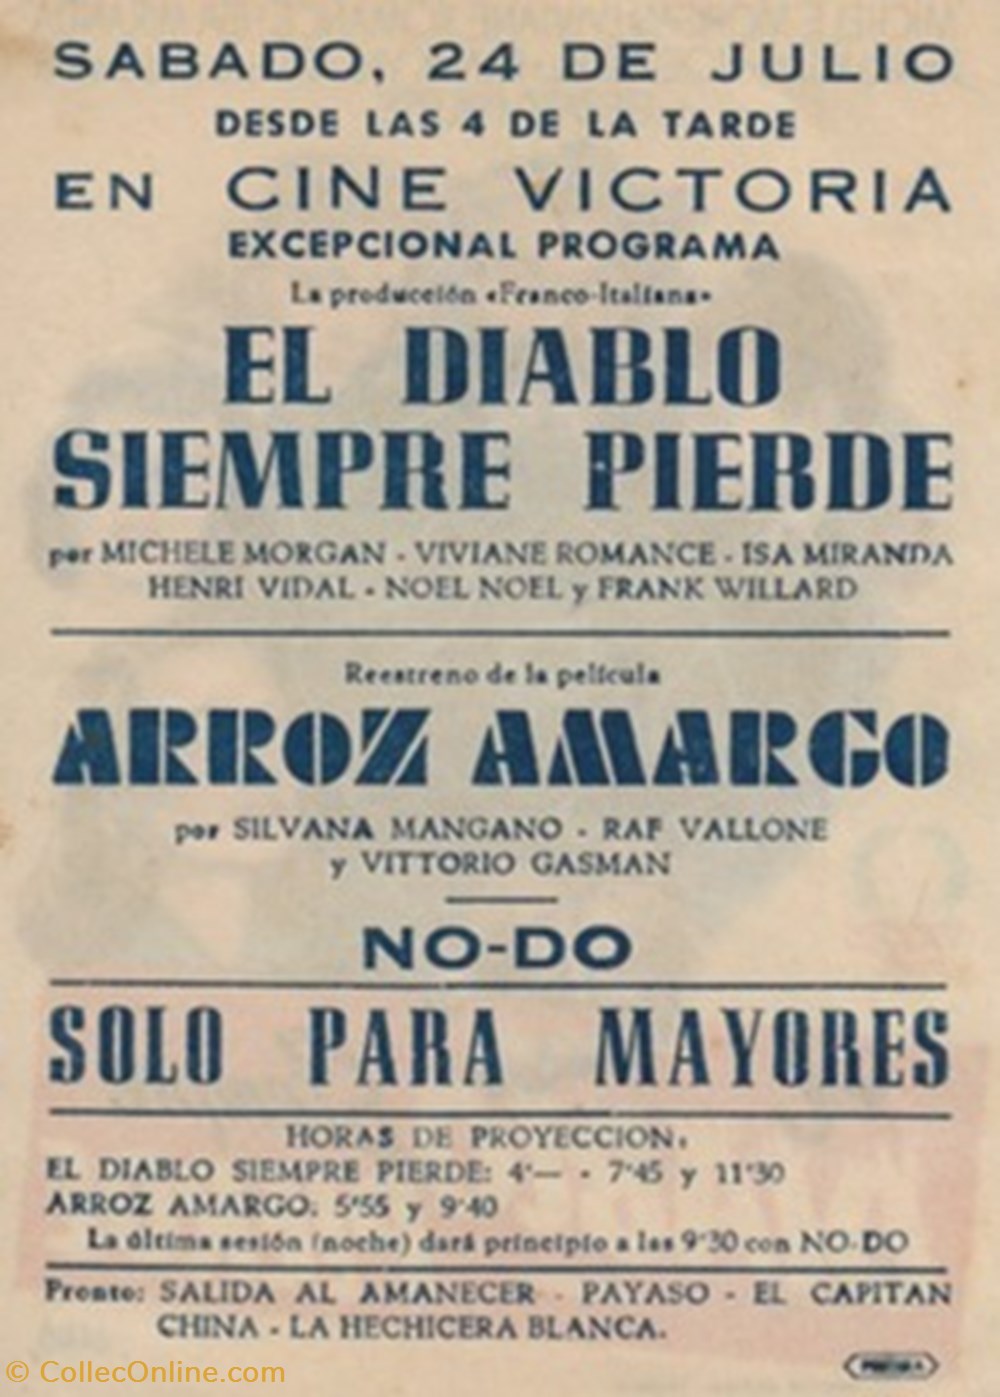 SABADO, 24 DE JULIO
DESDE LAS 4 DE LA TARDE
EN CINE VICTORIA
EXCEPCIONAL PROGRAMA
La producción «Franco-Italiana»
EL DIABLO
SIEMPRE PIERDE
por MICHELE MORGAN - VIVIANE ROMANCE - ISA MIRANDA
HENRI VIDAL - NOEL NOEL y FRANK WILLARD
Reestreno de la película
ARROZ AMARGO
por SILVANA MANGANO - RAF VALLONE
y VITTORIO GASMAN
NO-DO
SOLO PARA MAYORES
HORAS DE PROYECCION:
EL DIABLO SIEMPRE PIERDE: 4'— - 7'45 y 11'30
ARROZ AMARGO: 5'55 y 9'40
La última sesión (noche) dará principio a las 9'30 con NO-DO
Pronto: SALIDA AL AMANECER - PAYASO - EL CAPITAN
CHINA - LA HECHICERA BLANCA.
© CollecOnline.com